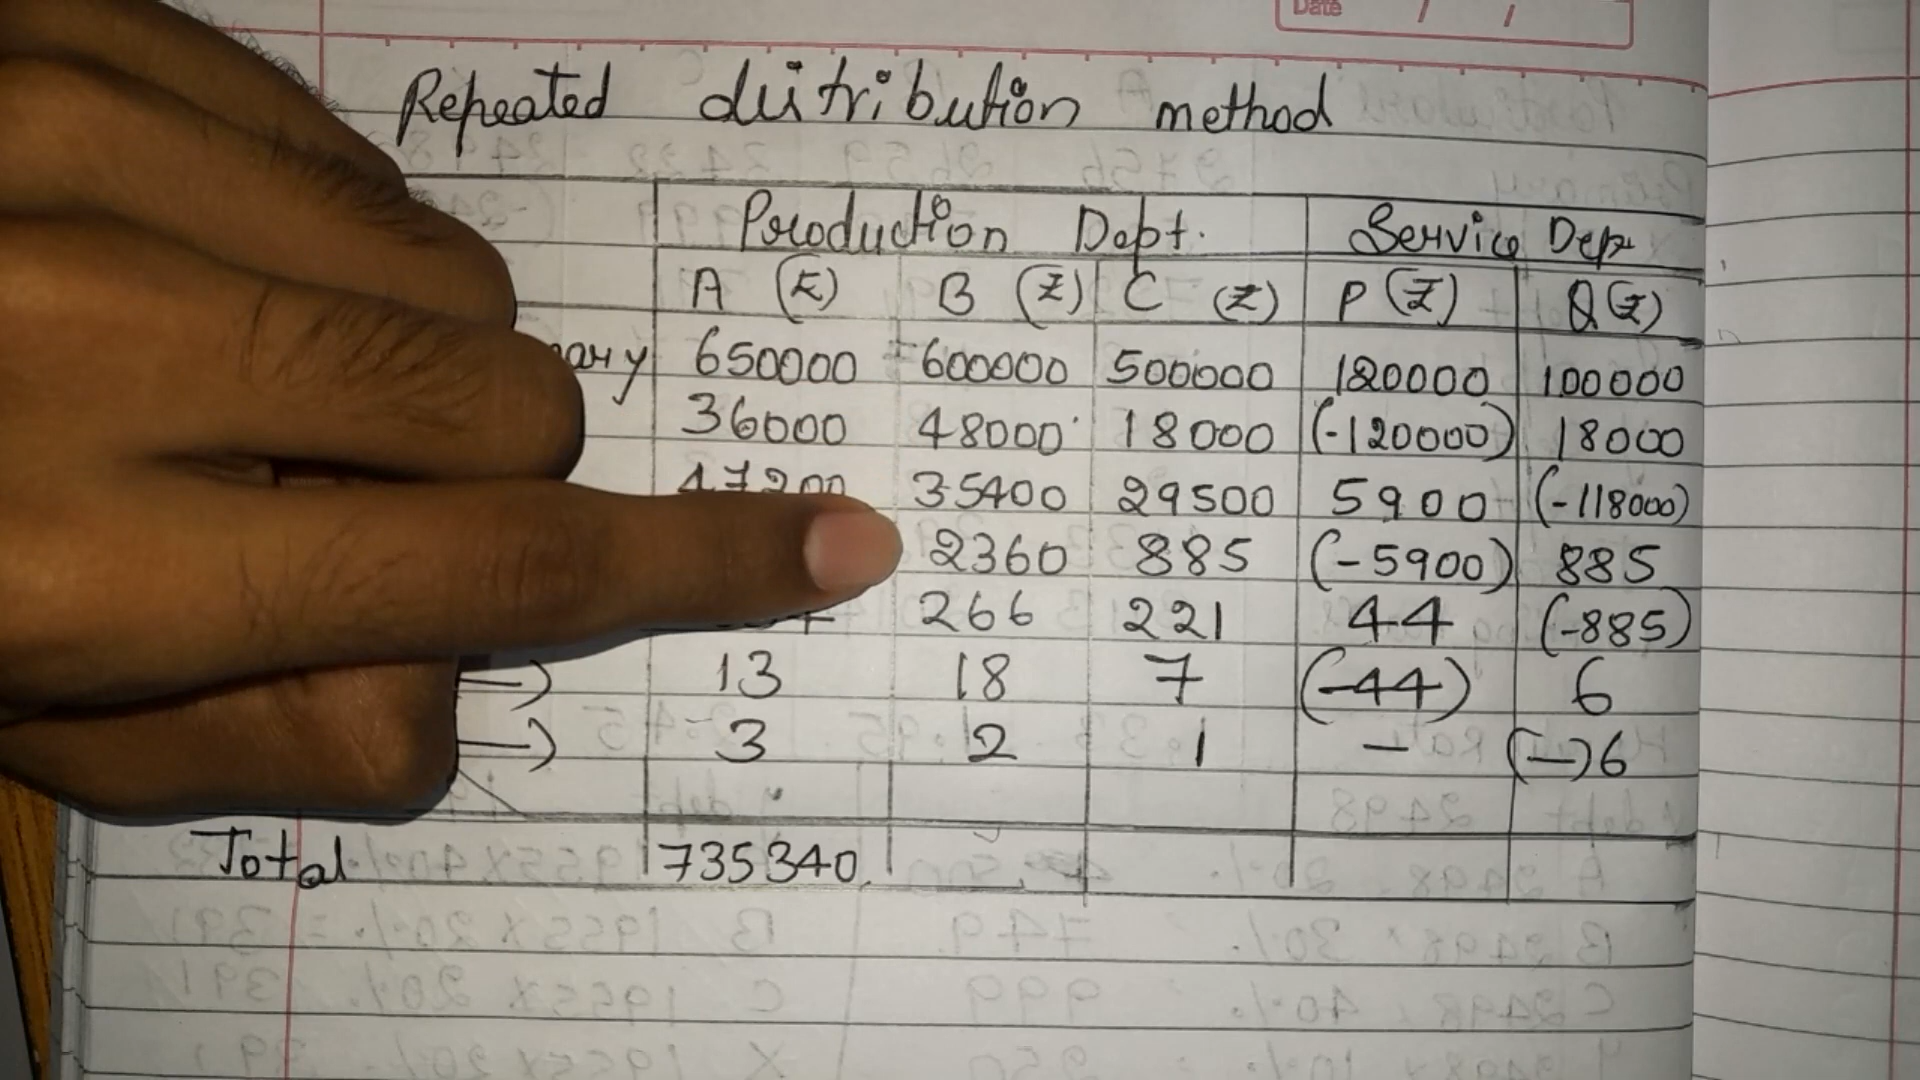 Date / /
Repeated distribution method
Production Dept. Service Dept
A (₹) B (₹) C (₹) P (₹) Q (₹)
650000 600000 500000 120000 100000
36000 48000 18000 (-120000) 18000
47200 35400 29500 5900 (-118000)
2360 885 (-5900) 885
266 221 44 (-885)
13 18 7 (-44) 6
3 2 1 - (-)6
Total 735340